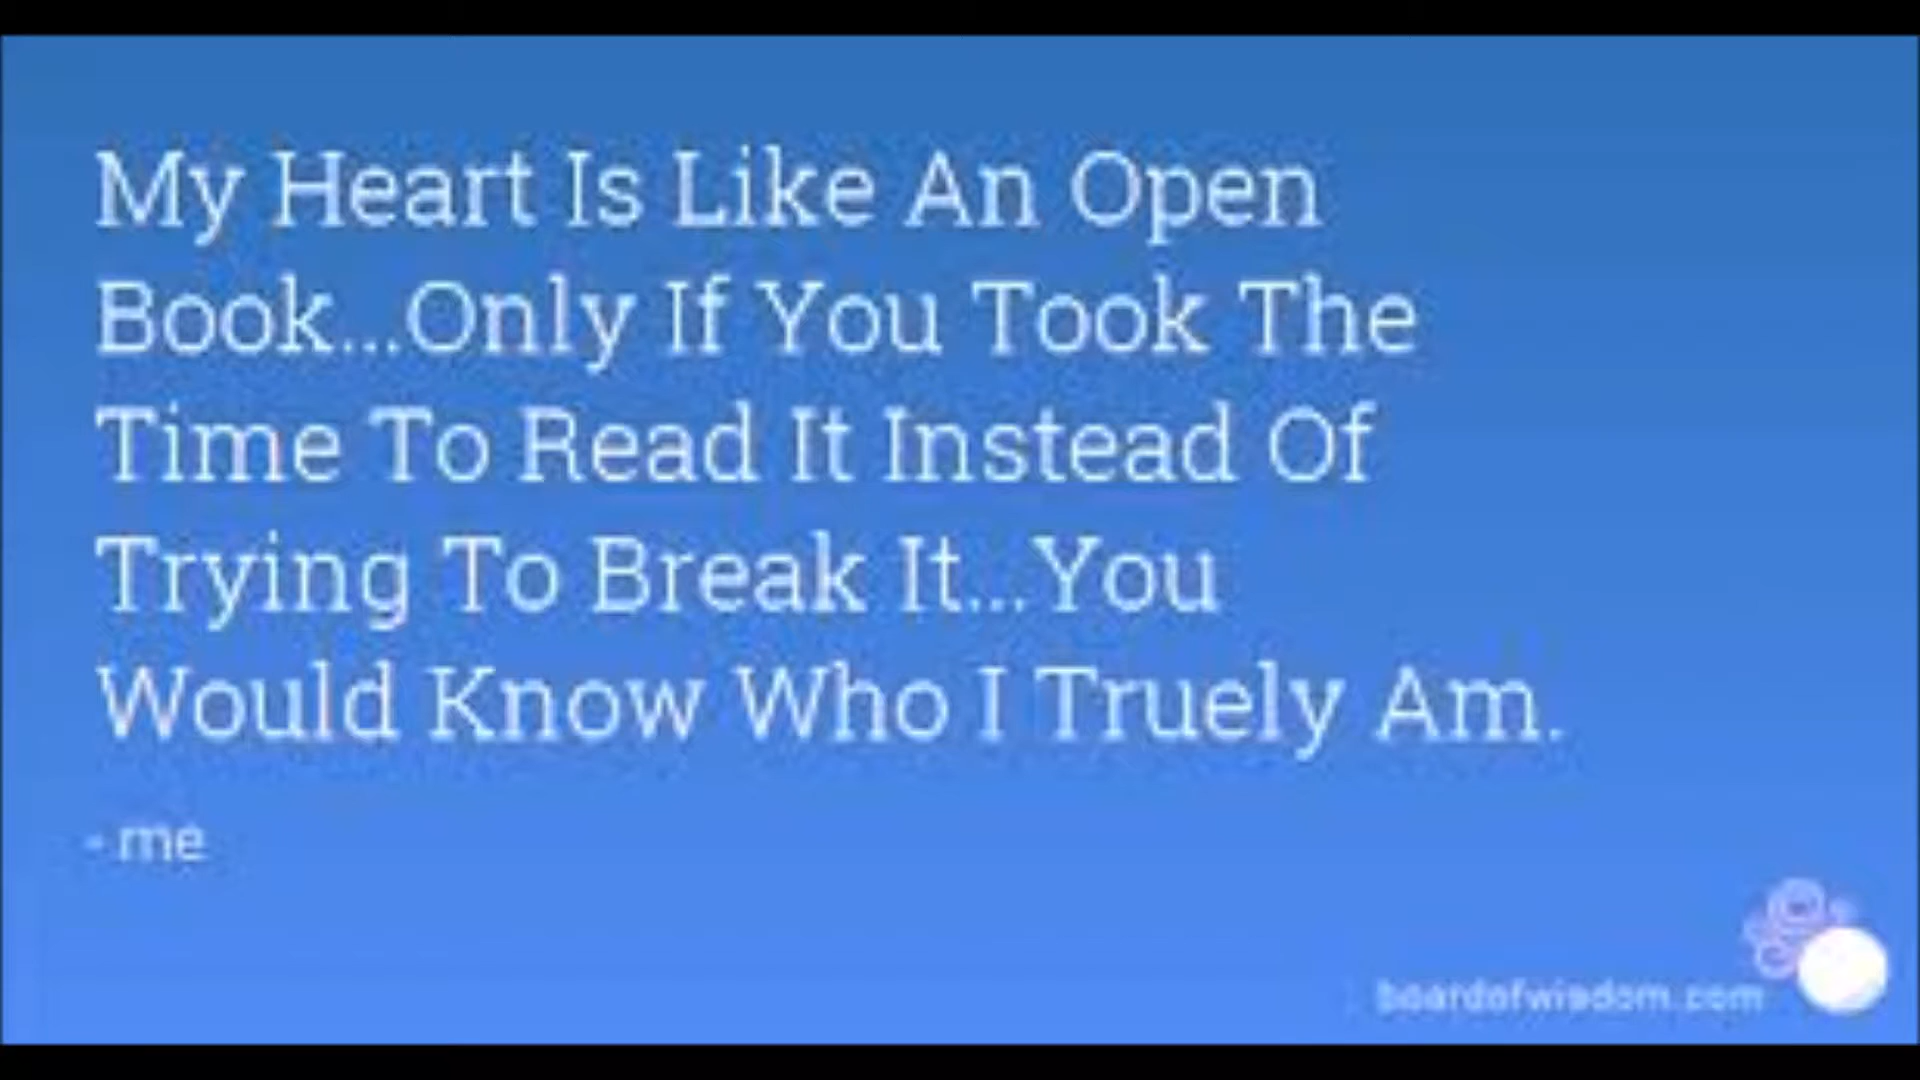 My Heart Is Like An Open
Book...Only If You Took The
Time To Read It Instead Of
Trying To Break It...You
Would Know Who I Truely Am.
- me
boardofwisdom.com